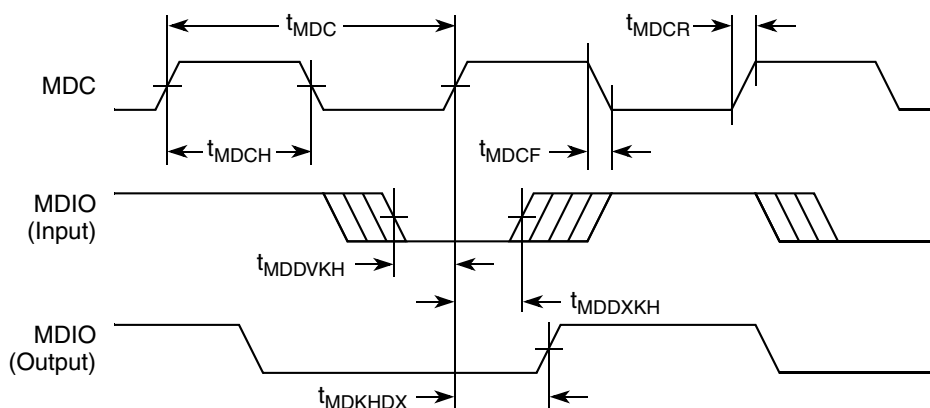 tMDC
tMDCR
MDC
tMDCH
tMDCF
MDIO
(Input)
tMDDVKH
tMDDXKH
MDIO
(Output)
tMDKHDX